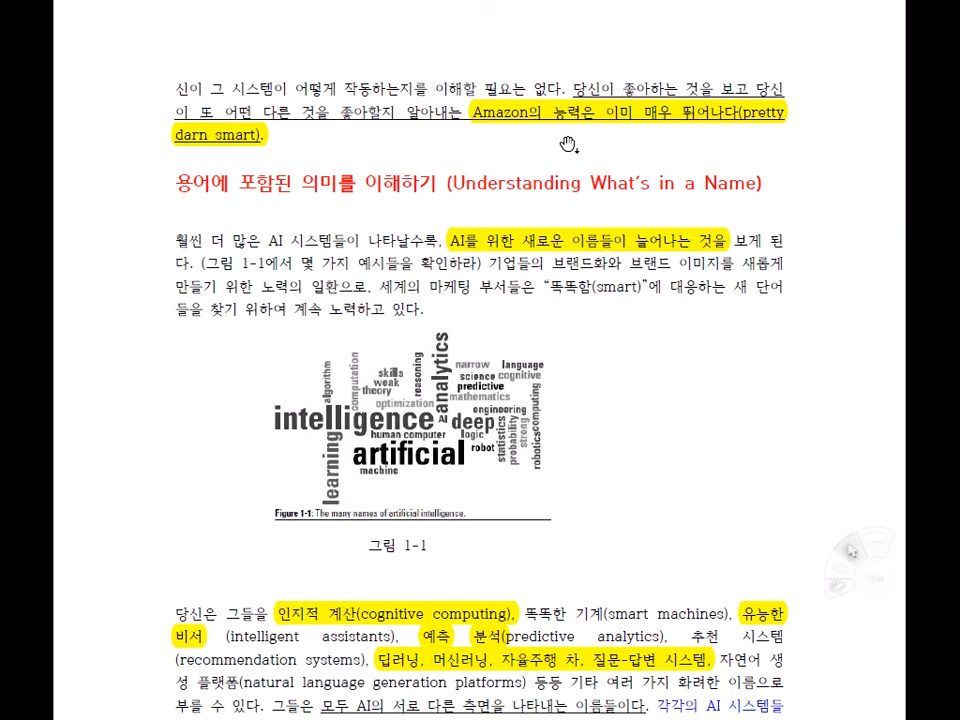 신이 그 시스템이 어떻게 작동하는지를 이해할 필요는 없다. 당신이 좋아하는 것을 보고 당신
이 또 어떤 다른 것을 좋아할지 알아내는 Amazon의 능력은 이미 매우 뛰어나다(pretty
darn smart).
용어에 포함된 의미를 이해하기 (Understanding What's in a Name)
훨씬 더 많은 AI 시스템들이 나타날수록, AI를 위한 새로운 이름들이 늘어나는 것을 보게 된
다. (그림 1-1에서 몇 가지 예시들을 확인하라) 기업들의 브랜드화와 브랜드 이미지를 새롭게
만들기 위한 노력의 일환으로, 세계의 마케팅 부서들은 “똑똑함(smart)”에 대응하는 새 단어
들을 찾기 위하여 계속 노력하고 있다.
algorithm
computation
skills
weak
theory
reasoning
analytics
narrow
language
science
cognitive
predictive
mathematics
optimization
intelligence
AI
deep
engineering
human computer
logic
statistics
probability
strong
computing
robotics
learning
artificial
robot
machine
Figure 1-1: The many names of artificial intelligence.
그림 1-1
당신은 그들을 인지적 계산(cognitive computing), 똑똑한 기계(smart machines), 유능한
비서 (intelligent assistants), 예측 분석(predictive analytics), 추천 시스템
(recommendation systems), 딥러닝, 머신러닝, 자율주행 차, 질문-답변 시스템, 자연어 생
성 플랫폼(natural language generation platforms) 등등 기타 여러 가지 화려한 이름으로
부를 수 있다. 그들은 모두 AI의 서로 다른 측면을 나타내는 이름들이다. 각각의 AI 시스템들